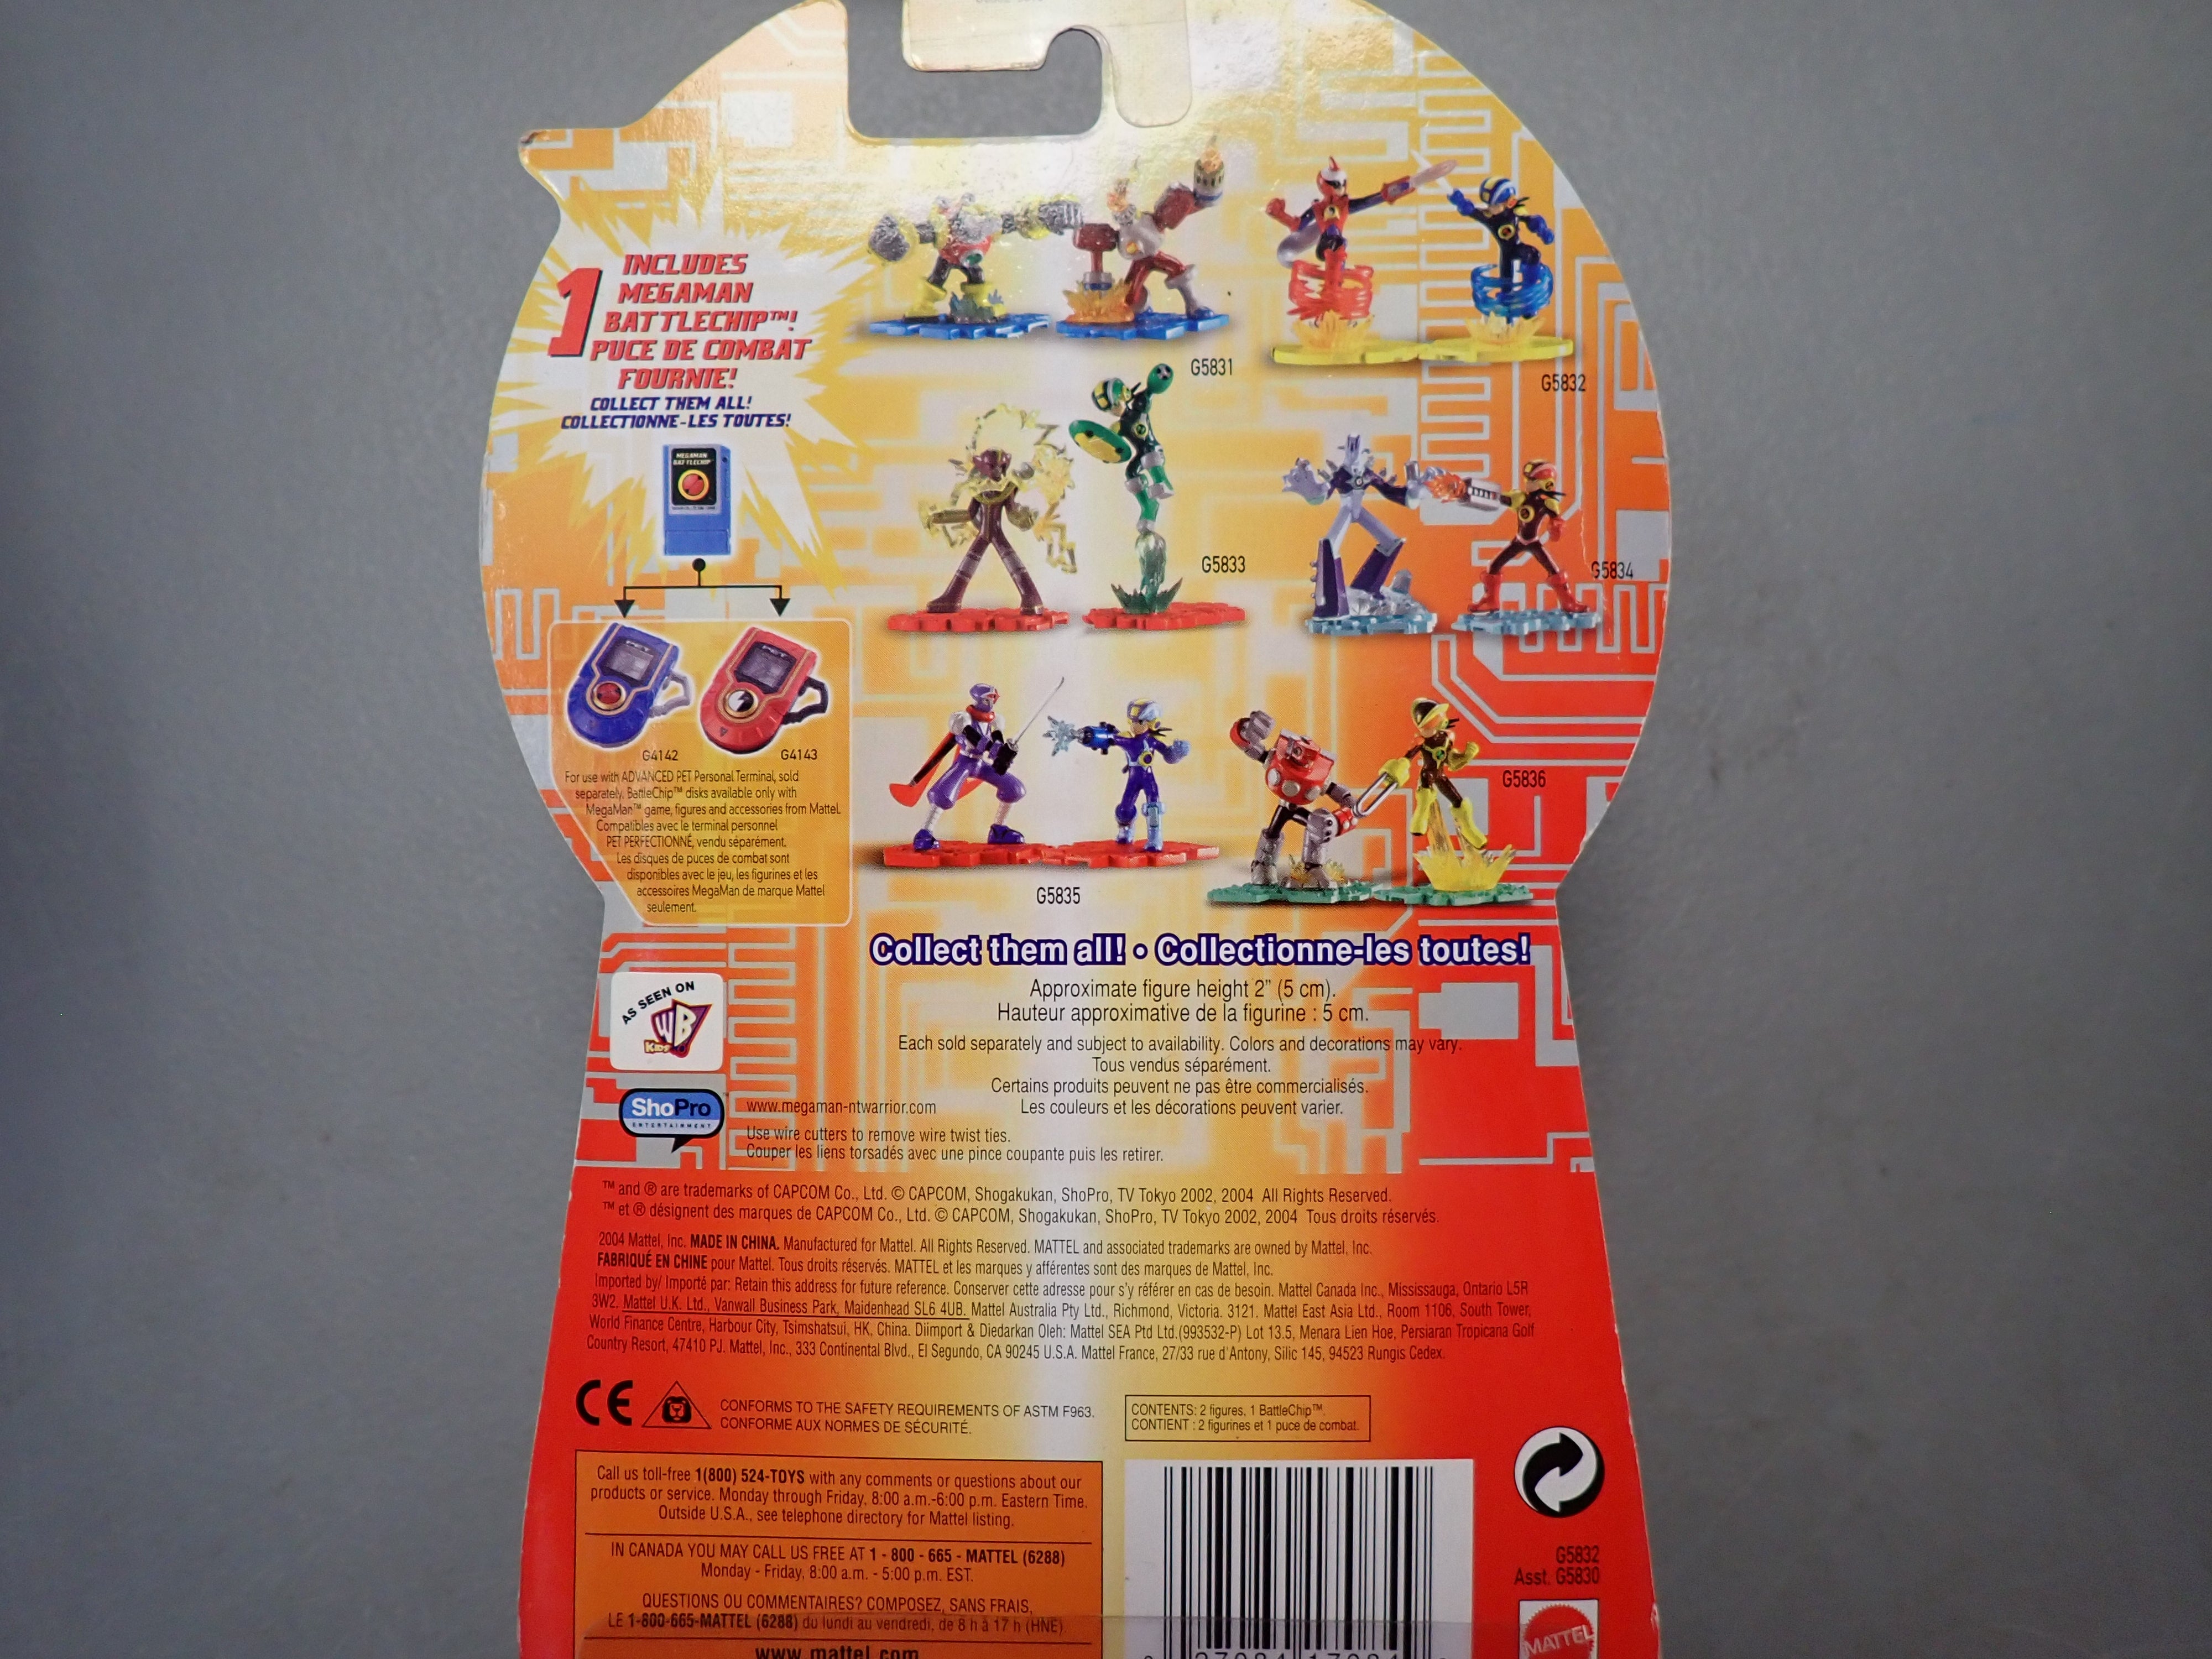 1
INCLUDES
MEGAMAN
BATTLECHIP™!
PUCE DE COMBAT
FOURNIE!
COLLECT THEM ALL!
COLLECTIONNE-LES TOUTES!
MEGAMAN
BATTLECHIP
PET
PET
G4142
G4143
For use with ADVANCED PET Personal Terminal, sold
separately. BattleChip™ disks available only with
MegaMan™ game, figures and accessories from Mattel.
Compatibles avec le terminal personnel
PET PERFECTIONNÉ, vendu séparément.
Les disques de puces de combat sont
disponibles avec le jeu, les figurines et les
accessoires MegaMan de marque Mattel
seulement.
G5831
G5832
G5833
G5834
G5835
G5836
Collect them all! • Collectionne-les toutes!
Approximate figure height 2" (5 cm).
Hauteur approximative de la figurine : 5 cm.
Each sold separately and subject to availability. Colors and decorations may vary.
Tous vendus séparément.
Certains produits peuvent ne pas être commercialisés.
Les couleurs et les décorations peuvent varier.
AS SEEN ON
KIDS WB
ShoPro
ENTERTAINMENT
www.megaman-ntwarrior.com
Use wire cutters to remove wire twist ties.
Couper les liens torsadés avec une pince coupante puis les retirer.
™ and ® are trademarks of CAPCOM Co., Ltd. © CAPCOM, Shogakukan, ShoPro, TV Tokyo 2002, 2004 All Rights Reserved.
™ et ® désignent des marques de CAPCOM Co., Ltd. © CAPCOM, Shogakukan, ShoPro, TV Tokyo 2002, 2004 Tous droits réservés.
2004 Mattel, Inc. MADE IN CHINA. Manufactured for Mattel. All Rights Reserved. MATTEL and associated trademarks are owned by Mattel, Inc.
FABRIQUÉ EN CHINE pour Mattel. Tous droits réservés. MATTEL et les marques y afférentes sont des marques de Mattel, Inc.
Imported by/ Importé par: Retain this address for future reference. Conserver cette adresse pour s'y référer en cas de besoin. Mattel Canada Inc., Mississauga, Ontario L5R
3W2. Mattel U.K. Ltd., Vanwall Business Park, Maidenhead SL6 4UB. Mattel Australia Pty Ltd., Richmond, Victoria. 3121. Mattel East Asia Ltd., Room 1106, South Tower,
World Finance Centre, Harbour City, Tsimshatsui, HK, China. Diimport & Diedarkan Oleh: Mattel SEA Ptd Ltd.(993532-P) Lot 13.5, Menara Lien Hoe, Persiaran Tropicana Golf
Country Resort, 47410 PJ. Mattel, Inc., 333 Continental Blvd., El Segundo, CA 90245 U.S.A. Mattel France, 27/33 rue d'Antony, Silic 145, 94523 Rungis Cedex.
CE
CONFORMS TO THE SAFETY REQUIREMENTS OF ASTM F963.
CONFORME AUX NORMES DE SÉCURITÉ.
CONTENTS: 2 figures, 1 BattleChip™.
CONTIENT : 2 figurines et 1 puce de combat.
Call us toll-free 1(800) 524-TOYS with any comments or questions about our
products or service. Monday through Friday, 8:00 a.m.-6:00 p.m. Eastern Time.
Outside U.S.A., see telephone directory for Mattel listing.
IN CANADA YOU MAY CALL US FREE AT 1 - 800 - 665 - MATTEL (6288)
Monday - Friday, 8:00 a.m. - 5:00 p.m. EST.
QUESTIONS OU COMMENTAIRES? COMPOSEZ, SANS FRAIS,
LE 1-800-665-MATTEL (6288) du lundi au vendredi, de 8 h à 17 h (HNE)
www.mattel.com
G5832
Asst. G5830
MATTEL